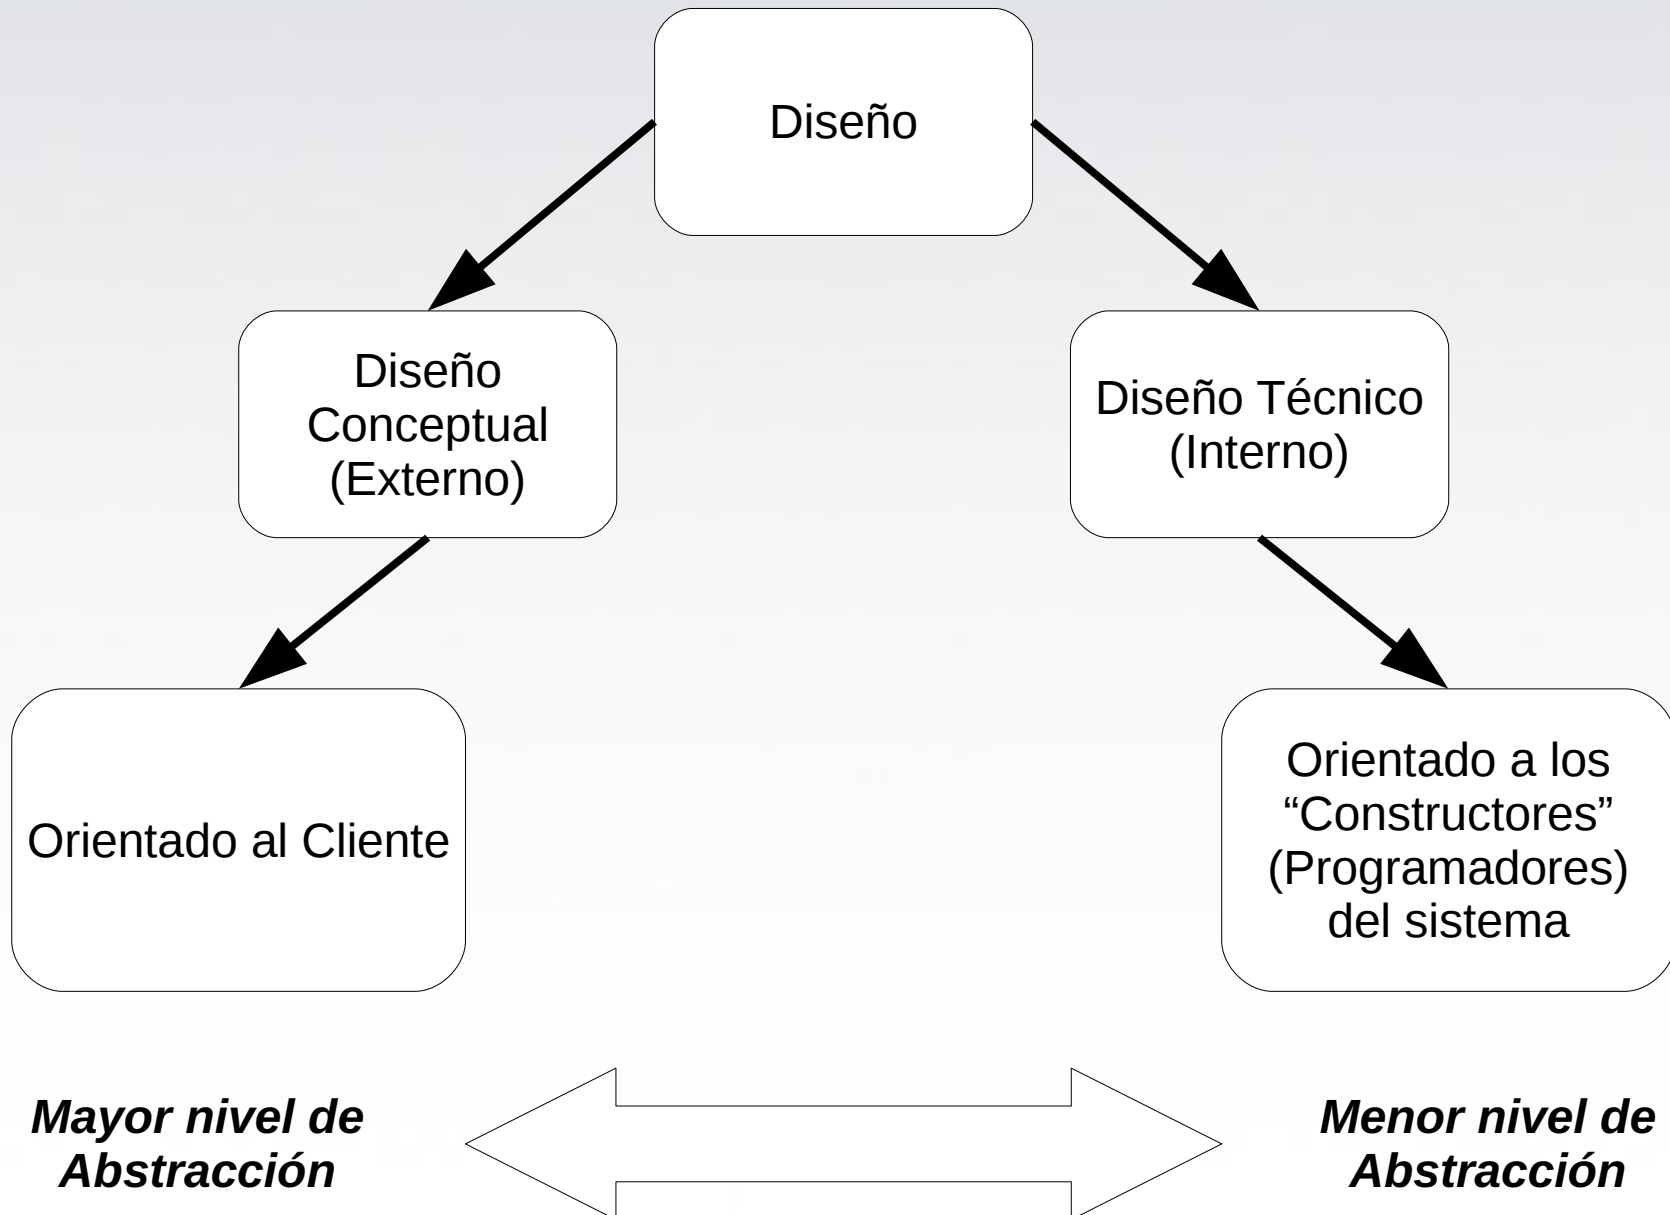 Diseño
Diseño
Conceptual
(Externo)
Diseño Técnico
(Interno)
Orientado al Cliente
Orientado a los
“Constructores”
(Programadores)
del sistema
Mayor nivel de
Abstracción
Menor nivel de
Abstracción